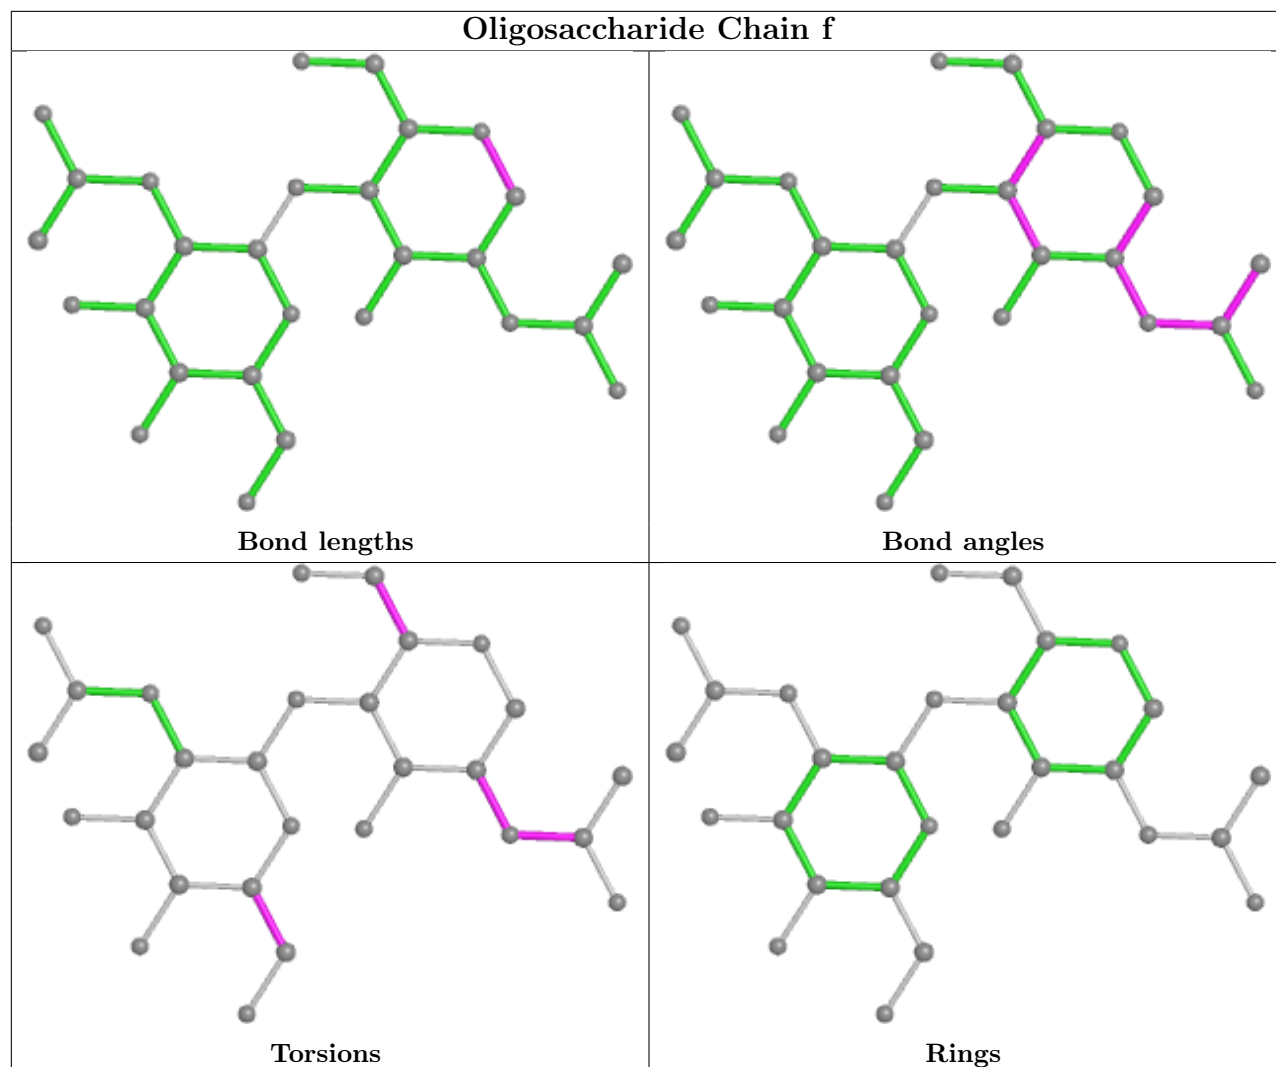 Oligosaccharide Chain f
Bond lengths
Bond angles
Torsions
Rings